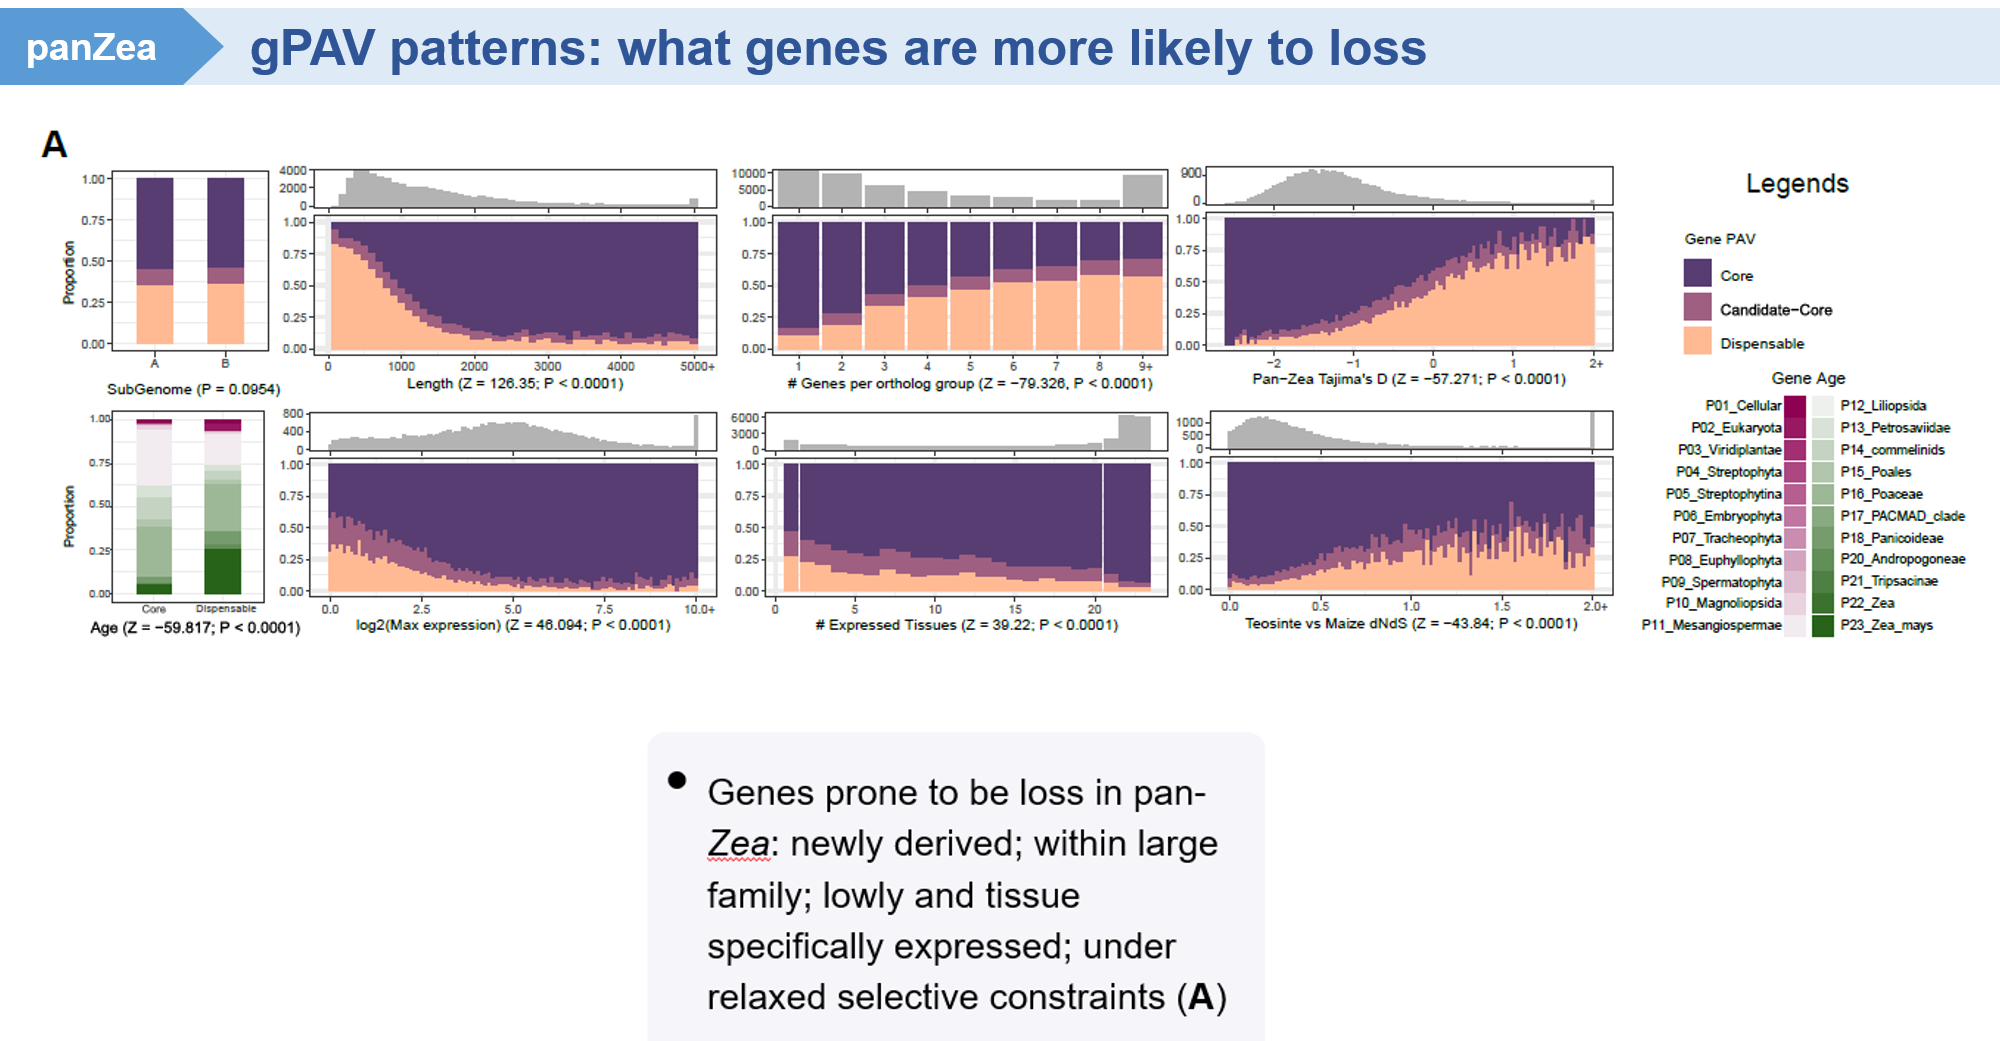 panZea
gPAV patterns: what genes are more likely to loss
A
Proportion
1.00
0.75
0.50
0.25
0.00
A B
SubGenome (P = 0.0954)
4000
2000
0
1.00
0.75
0.50
0.25
0.00
0 1000 2000 3000 4000 5000+
Length (Z = 126.35; P < 0.0001)
10000
5000
0
1.00
0.75
0.50
0.25
0.00
1 2 3 4 5 6 7 8 9+
# Genes per ortholog group (Z = −79.326, P < 0.0001)
900
0
1.00
0.75
0.50
0.25
0.00
−2 −1 0 1 2+
Pan−Zea Tajima's D (Z = −57.271; P < 0.0001)
Proportion
1.00
0.75
0.50
0.25
0.00
Core Dispensable
Age (Z = −59.817; P < 0.0001)
800
400
0
1.00
0.75
0.50
0.25
0.00
0.0 2.5 5.0 7.5 10.0+
log2(Max expression) (Z = 46.094; P < 0.0001)
6000
3000
0
1.00
0.75
0.50
0.25
0.00
0 5 10 15 20
# Expressed Tissues (Z = 39.22; P < 0.0001)
1000
500
0
1.00
0.75
0.50
0.25
0.00
0.0 0.5 1.0 1.5 2.0+
Teosinte vs Maize dNdS (Z = −43.84; P < 0.0001)
Legends
Gene PAV
Core
Candidate−Core
Dispensable
Gene Age
P01_Cellular P12_Liliopsida
P02_Eukaryota P13_Petrosaviidae
P03_Viridiplantae P14_commelinids
P04_Streptophyta P15_Poales
P05_Streptophytina P16_Poaceae
P06_Embryophyta P17_PACMAD_clade
P07_Tracheophyta P18_Panicoideae
P08_Euphyllophyta P20_Andropogoneae
P09_Spermatophyta P21_Tripsacinae
P10_Magnoliopsida P22_Zea
P11_Mesangiospermae P23_Zea_mays
• Genes prone to be loss in pan-
Zea: newly derived; within large
family; lowly and tissue
specifically expressed; under
relaxed selective constraints (A)